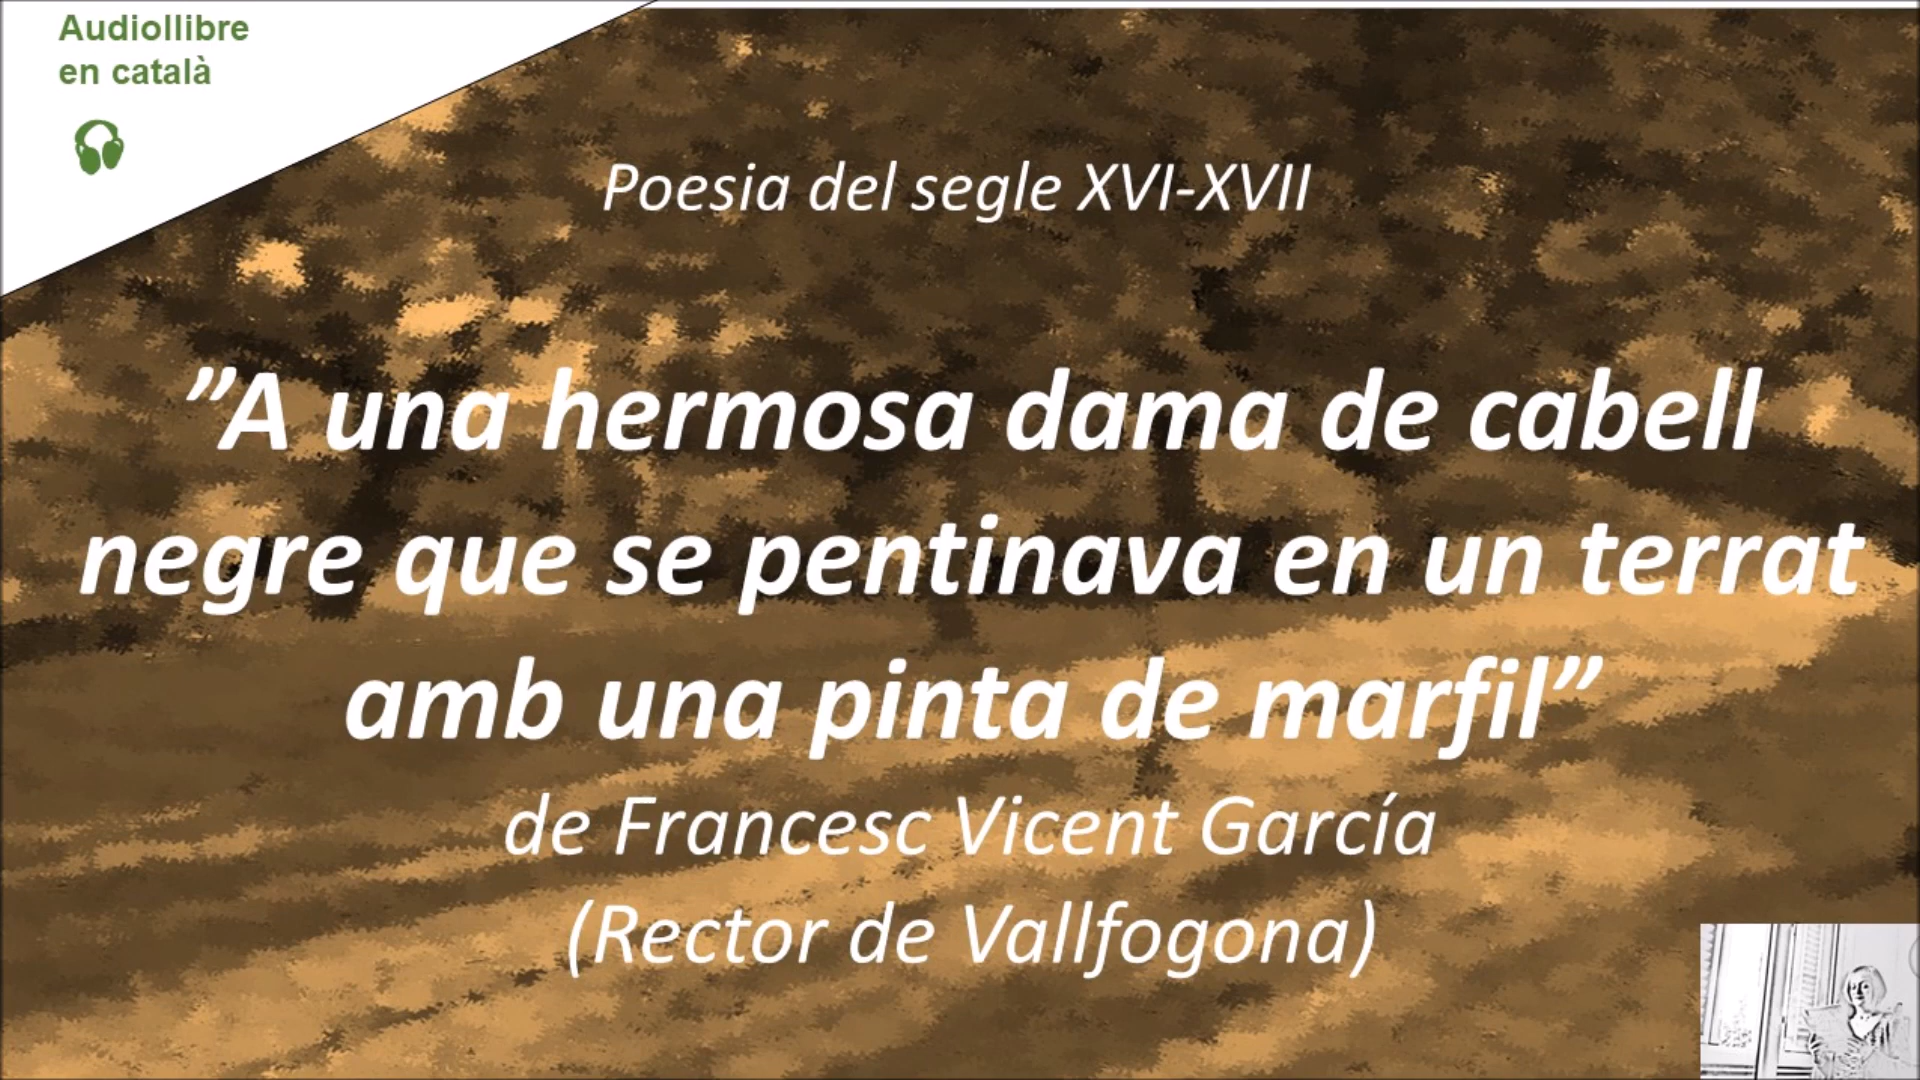 Audiollibre
en català
Poesia del segle XVI-XVII
”A una hermosa dama de cabell
negre que se pentinava en un terrat
amb una pinta de marfil”
de Francesc Vicent García
(Rector de Vallfogona)